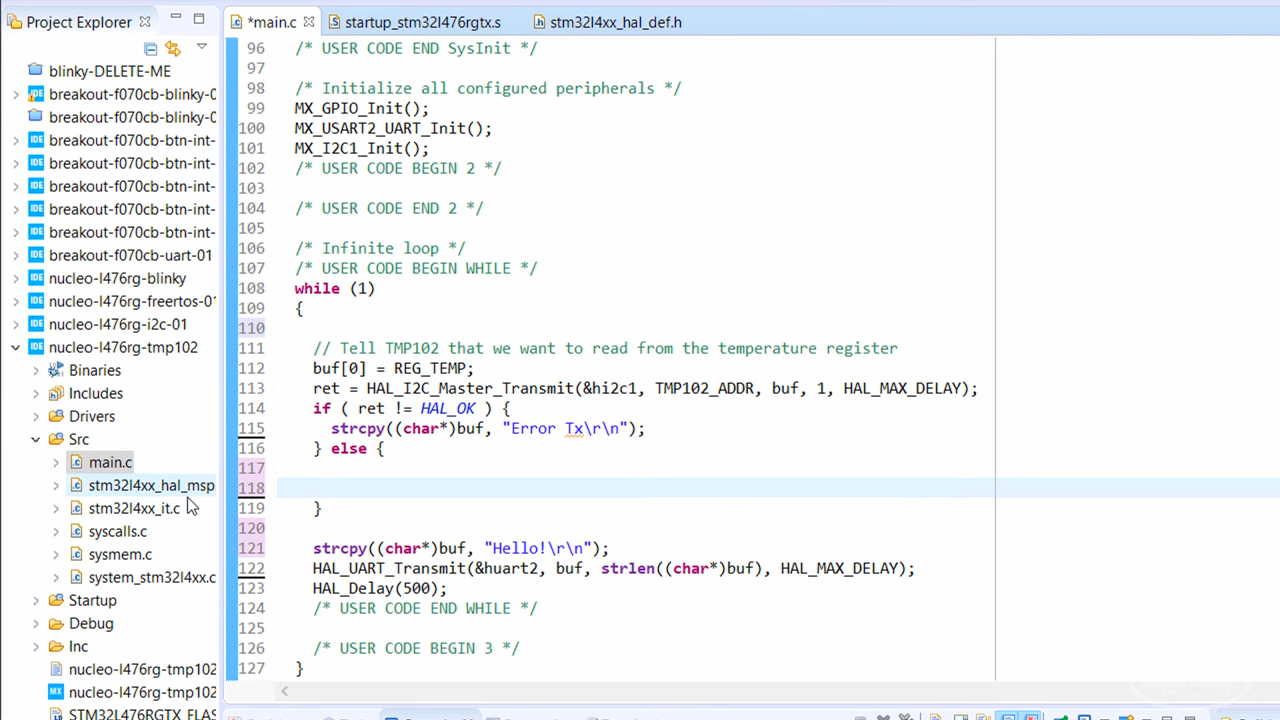 Project Explorer
*main.c
startup_stm32l476rgtx.s
stm32l4xx_hal_def.h
blinky-DELETE-ME
breakout-f070cb-blinky-0
breakout-f070cb-blinky-0
breakout-f070cb-btn-int-
breakout-f070cb-btn-int-
breakout-f070cb-btn-int-
breakout-f070cb-btn-int-
breakout-f070cb-btn-int-
breakout-f070cb-uart-01
nucleo-l476rg-blinky
nucleo-l476rg-freertos-01
nucleo-l476rg-i2c-01
nucleo-l476rg-tmp102
Binaries
Includes
Drivers
Src
main.c
stm32l4xx_hal_msp
stm32l4xx_it.c
syscalls.c
sysmem.c
system_stm32l4xx.c
Startup
Debug
Inc
nucleo-l476rg-tmp102
nucleo-l476rg-tmp102
STM32L476RGTX_FLAS
96 /* USER CODE END SysInit */
97
98 /* Initialize all configured peripherals */
99 MX_GPIO_Init();
100 MX_USART2_UART_Init();
101 MX_I2C1_Init();
102 /* USER CODE BEGIN 2 */
103
104 /* USER CODE END 2 */
105
106 /* Infinite loop */
107 /* USER CODE BEGIN WHILE */
108 while (1)
109 {
110
111 // Tell TMP102 that we want to read from the temperature register
112 buf[0] = REG_TEMP;
113 ret = HAL_I2C_Master_Transmit(&hi2c1, TMP102_ADDR, buf, 1, HAL_MAX_DELAY);
114 if ( ret != HAL_OK ) {
115 strcpy((char*)buf, "Error Tx\r\n");
116 } else {
117
118
119 }
120
121 strcpy((char*)buf, "Hello!\r\n");
122 HAL_UART_Transmit(&huart2, buf, strlen((char*)buf), HAL_MAX_DELAY);
123 HAL_Delay(500);
124 /* USER CODE END WHILE */
125
126 /* USER CODE BEGIN 3 */
127 }